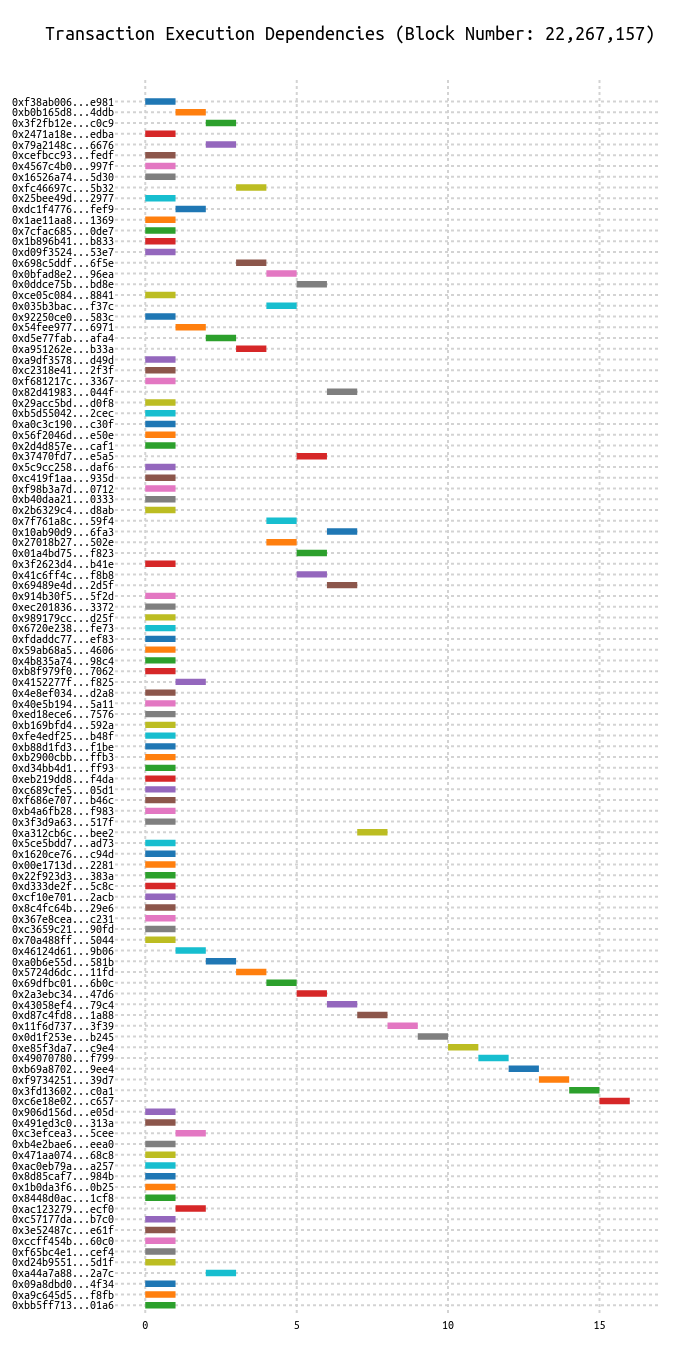 Transaction Execution Dependencies (Block Number: 22,267,157)
0xf38ab006...e981
0xb0b165d8...4ddb
0x3f2fb12e...c0c9
0x2471a18e...edba
0x79a2148c...6676
0xcefbcc93...fedf
0x4567c4b0...997f
0x16526a74...5d30
0xfc46697c...5b32
0x25bee49d...2977
0xdc1f4776...fef9
0x1ae11aa8...1369
0x7cfac685...0de7
0x1b896b41...b833
0xd09f3524...53e7
0x698c5ddf...6f5e
0x0bfad8e2...96ea
0x0ddce75b...bd8e
0xce05c084...8841
0x035b3bac...f37c
0x92250ce0...583c
0x54fee977...6971
0xd5e77fab...afa4
0xa951262e...b33a
0xa9df3578...d49d
0xc2318e41...2f3f
0xf681217c...3367
0x82d41983...044f
0x29acc5bd...d0f8
0xb5d55042...2cec
0xa0c3c190...c30f
0x56f2046d...e50e
0x2d4d857e...caf1
0x37470fd7...e5a5
0x5c9cc258...daf6
0xc419f1aa...935d
0xf98b3a7d...0712
0xb40daa21...0333
0x2b6329c4...d8ab
0x7f761a8c...59f4
0x10ab90d9...6fa3
0x27018b27...502e
0x01a4bd75...f823
0x3f2623d4...b41e
0x41c6ff4c...f8b8
0x69489e4d...2d5f
0x914b30f5...5f2d
0xec201836...3372
0x989179cc...d25f
0x6720e238...fe73
0xfdaddc77...ef83
0x59ab68a5...4606
0x4b835a74...98c4
0xb8f979f0...7062
0x4152277f...f825
0x4e8ef034...d2a8
0x40e5b194...5a11
0xed18ece6...7576
0xb169bfd4...592a
0xfe4edf25...b48f
0xb88d1fd3...f1be
0xb2900cbb...ffb3
0xd34bb4d1...ff93
0xeb219dd8...f4da
0xc689cfe5...05d1
0xf686e707...b46c
0xb4a6fb28...f983
0x3f3d9a63...517f
0xa312cb6c...bee2
0x5ce5bdd7...ad73
0x1620ce76...c94d
0x00e1713d...2281
0x22f923d3...383a
0xd333de2f...5c8c
0xcf10e701...2acb
0x8c4fc64b...29e6
0x367e8cea...c231
0xc3659c21...90fd
0x70a488ff...5044
0x46124d61...9b06
0xa0b6e55d...581b
0x5724d6dc...11fd
0x69dfbc01...6b0c
0x2a3ebc34...47d6
0x43058ef4...79c4
0xd87c4fd8...1a88
0x11f6d737...3f39
0x0d1f253e...b245
0xe85f3da7...c9e4
0x49070780...f799
0xb69a8702...9ee4
0xf9734251...39d7
0x3fd13602...c0a1
0xc6e18e02...c657
0x906d156d...e05d
0x491ed3c0...313a
0xc3efcea3...5cee
0xb4e2bae6...eea0
0x471aa074...68c8
0xac0eb79a...a257
0x8d85caf7...984b
0x1b0da3f6...0b25
0x8448d0ac...1cf8
0xac123279...ecf0
0xc57177da...b7c0
0x3e52487c...e61f
0xccff454b...60c0
0xf65bc4e1...cef4
0xd24b9551...5d1f
0xa44a7a88...2a7c
0x09a8dbd0...4f34
0xa9c645d5...f8fb
0xbb5ff713...01a6
0 5 10 15